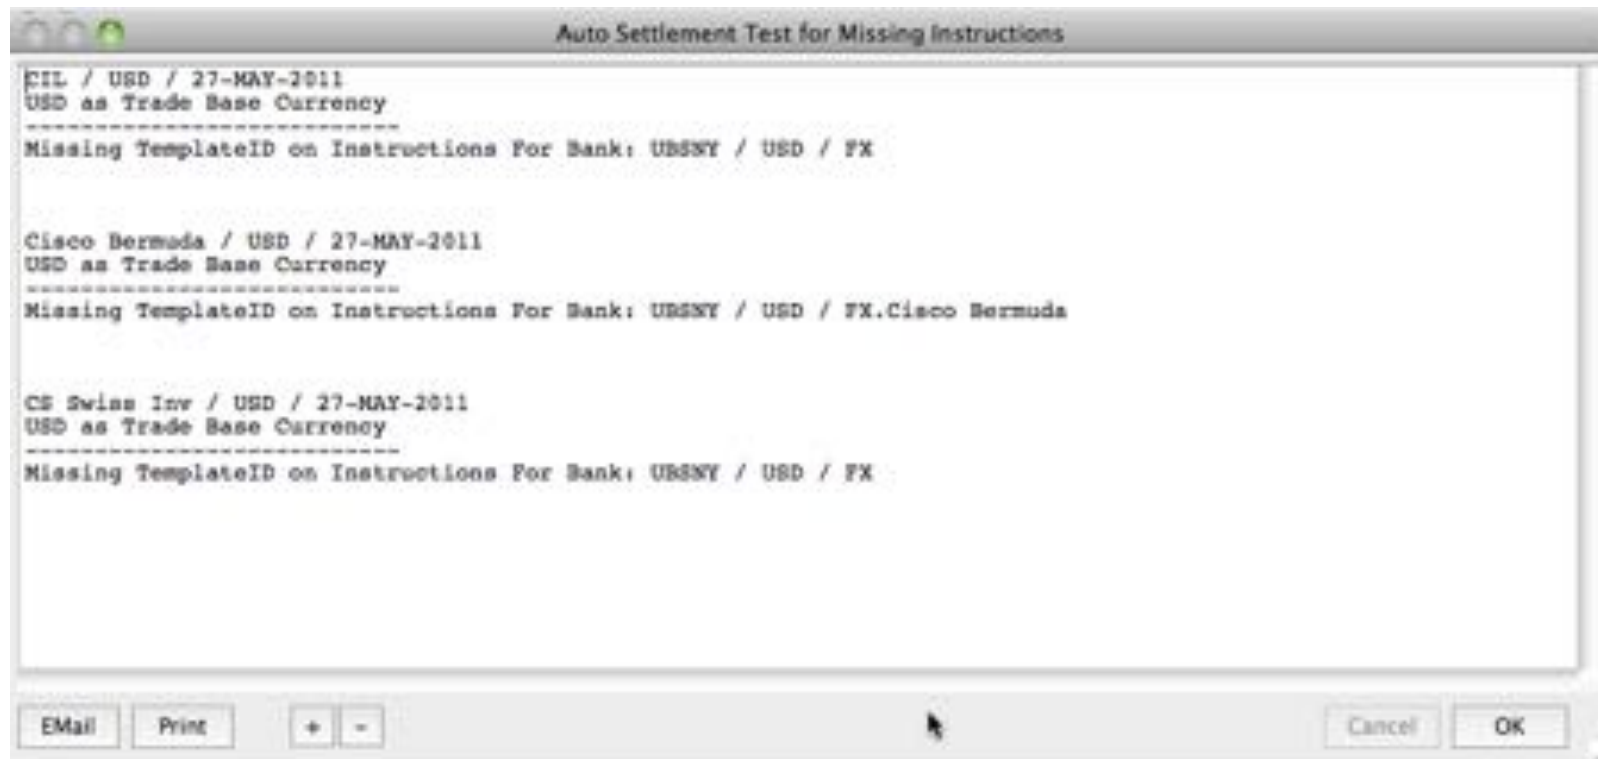 Auto Settlement Test for Missing Instructions
CIL / USD / 27-MAY-2011
USD as Trade Base Currency
---------------------------
Missing TemplateID on Instructions For Bank: UBSNY / USD / FX
Cisco Bermuda / USD / 27-MAY-2011
USD as Trade Base Currency
---------------------------
Missing TemplateID on Instructions For Bank: UBSNY / USD / FX.Cisco Bermuda
CS Swiss Inv / USD / 27-MAY-2011
USD as Trade Base Currency
---------------------------
Missing TemplateID on Instructions For Bank: UBSNY / USD / FX
EMail Print + - Cancel OK